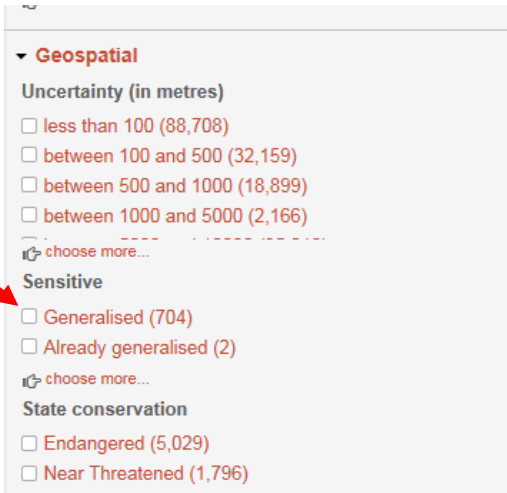 Geospatial
Uncertainty (in metres)
less than 100 (88,708)
between 100 and 500 (32,159)
between 500 and 1000 (18,899)
between 1000 and 5000 (2,166)
choose more...
Sensitive
Generalised (704)
Already generalised (2)
choose more...
State conservation
Endangered (5,029)
Near Threatened (1,796)